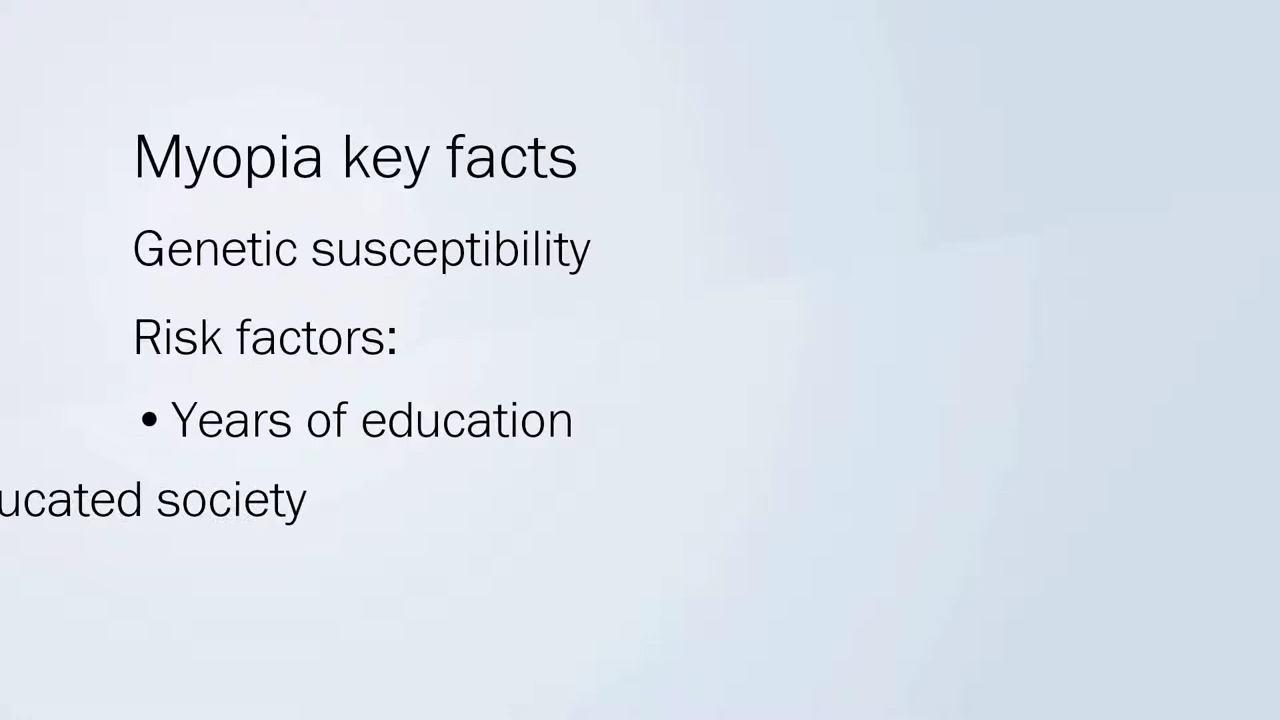 Myopia key facts
Genetic susceptibility
Risk factors:
• Years of education
ucated society